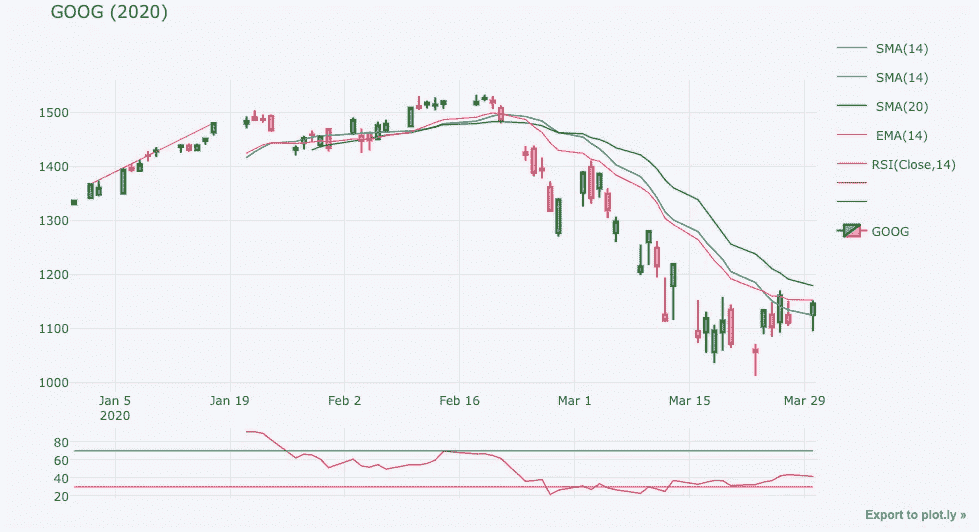 GOOG (2020)
SMA(14)
SMA(14)
SMA(20)
EMA(14)
RSI(Close,14)
GOOG
1500
1400
1300
1200
1100
1000
Jan 5 Jan 19 Feb 2 Feb 16 Mar 1 Mar 15 Mar 29
2020
80
60
40
20
Export to plot.ly »